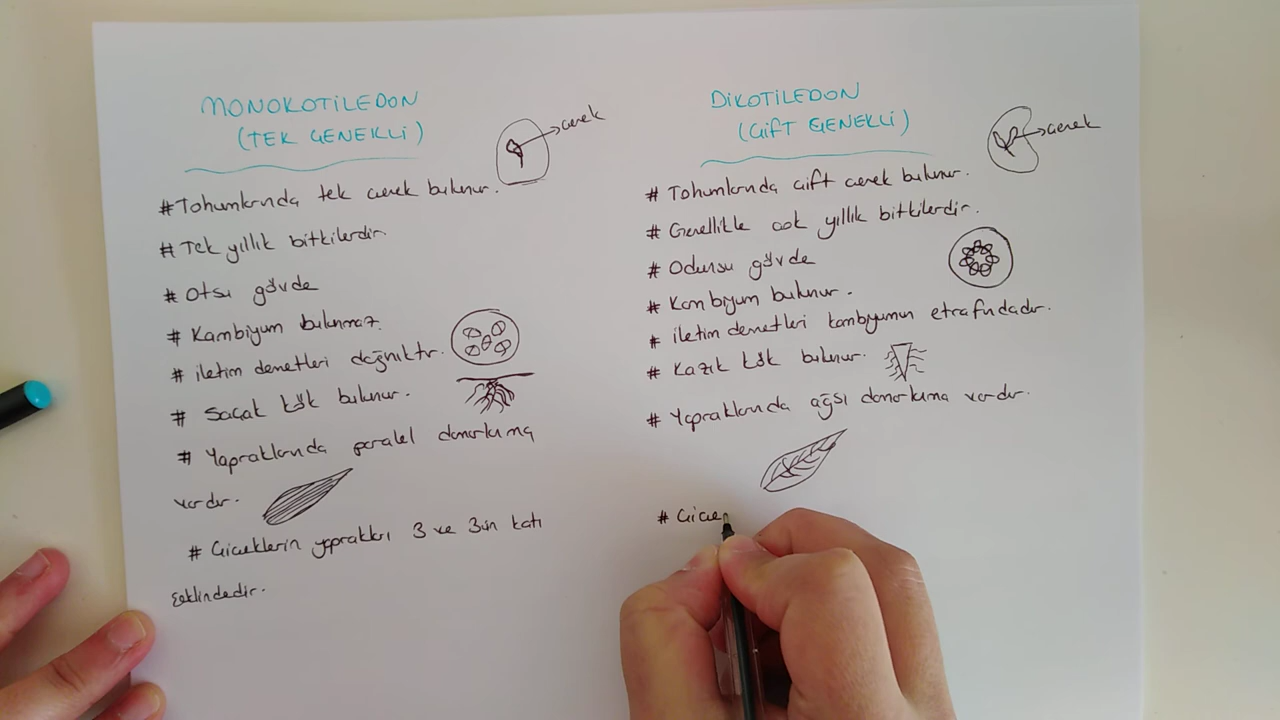 MONOKOTİLEDON
(TEK ÇENEKLİ)
çenek
#Tohumlarında tek çenek bulunur.
# Tek yıllık bitkilerdir.
# Otsu gövde
# Kambiyum bulunmaz.
# iletim demetleri dağınıktır.
# Saçak kök bulunur.
# Yapraklarında paralel damarlanma
vardır.
# Çiçeklerin yaprakları 3 ve 3ün katı
şeklindedir.
DİKOTİLEDON
(ÇİFT ÇENEKLİ)
çenek
# Tohumlarında çift çenek bulunur.
# Genellikle çok yıllık bitkilerdir.
# Odunsu gövde
# Kambiyum bulunur.
# iletim demetleri kambiyumun etrafındadır.
# Kazık kök bulunur.
# Yapraklarında ağsı damarlanma vardır.
# Çiçe